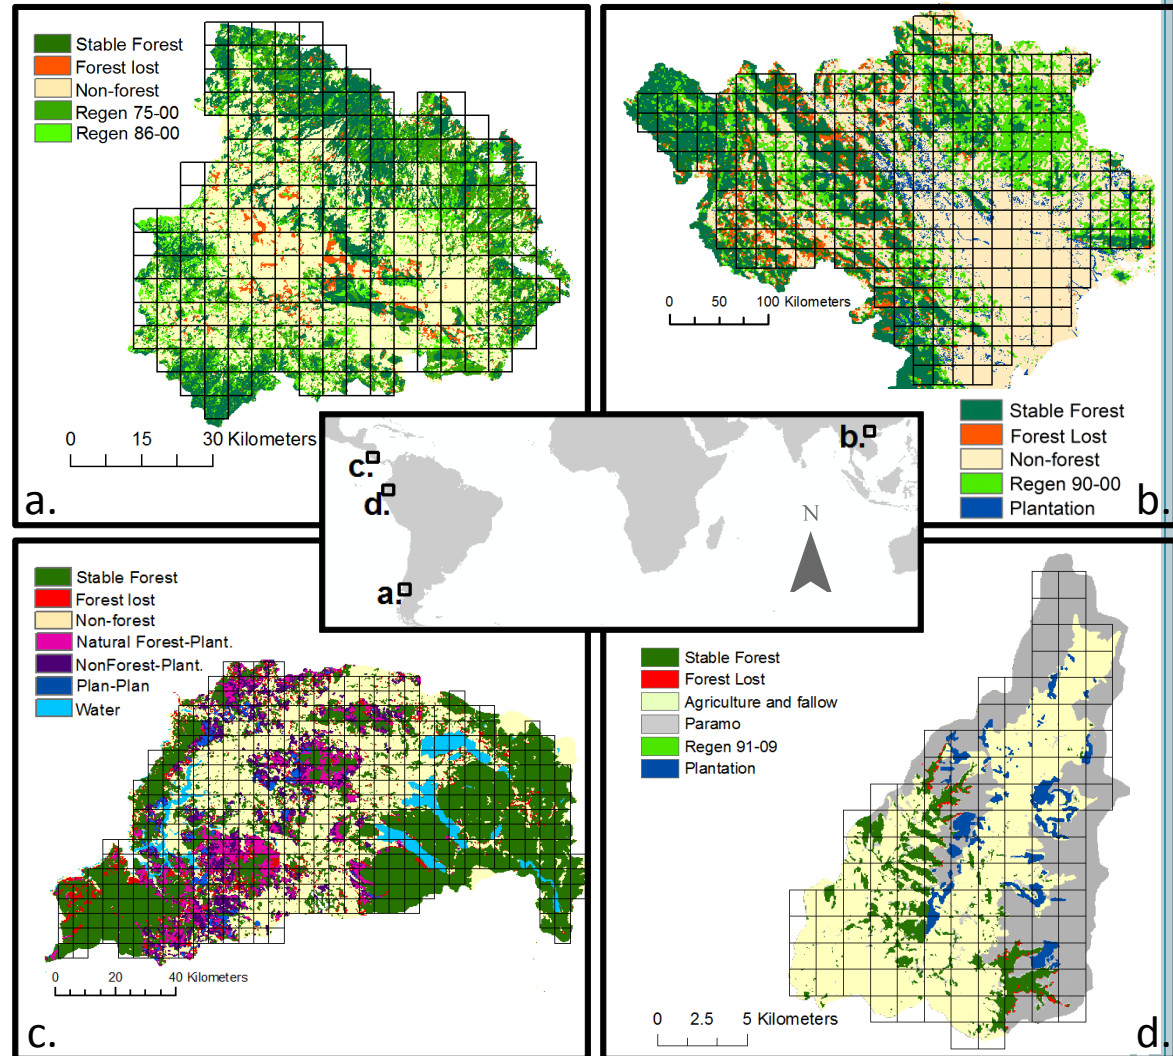 Stable Forest
Forest lost
Non-forest
Regen 75-00
Regen 86-00
0 15 30 Kilometers
a.
0 50 100 Kilometers
Stable Forest
Forest Lost
Non-forest
Regen 90-00
Plantation
b.
c.
d.
a.
b.
N
Stable Forest
Forest lost
Non-forest
Natural Forest-Plant.
NonForest-Plant.
Plan-Plan
Water
0 20 40 Kilometers
c.
Stable Forest
Forest Lost
Agriculture and fallow
Paramo
Regen 91-09
Plantation
0 2.5 5 Kilometers
d.